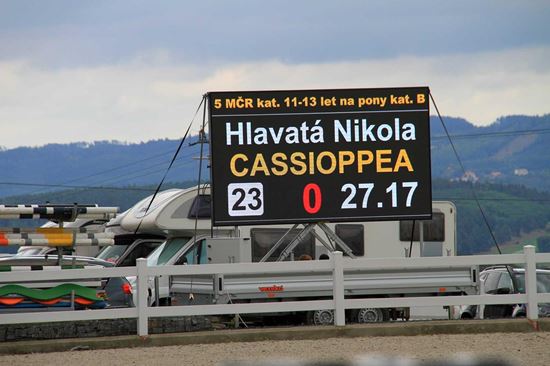 5 MČR kat. 11-13 let na pony kat. B
Hlavatá Nikola
CASSIOPPEA
23 0 27.17